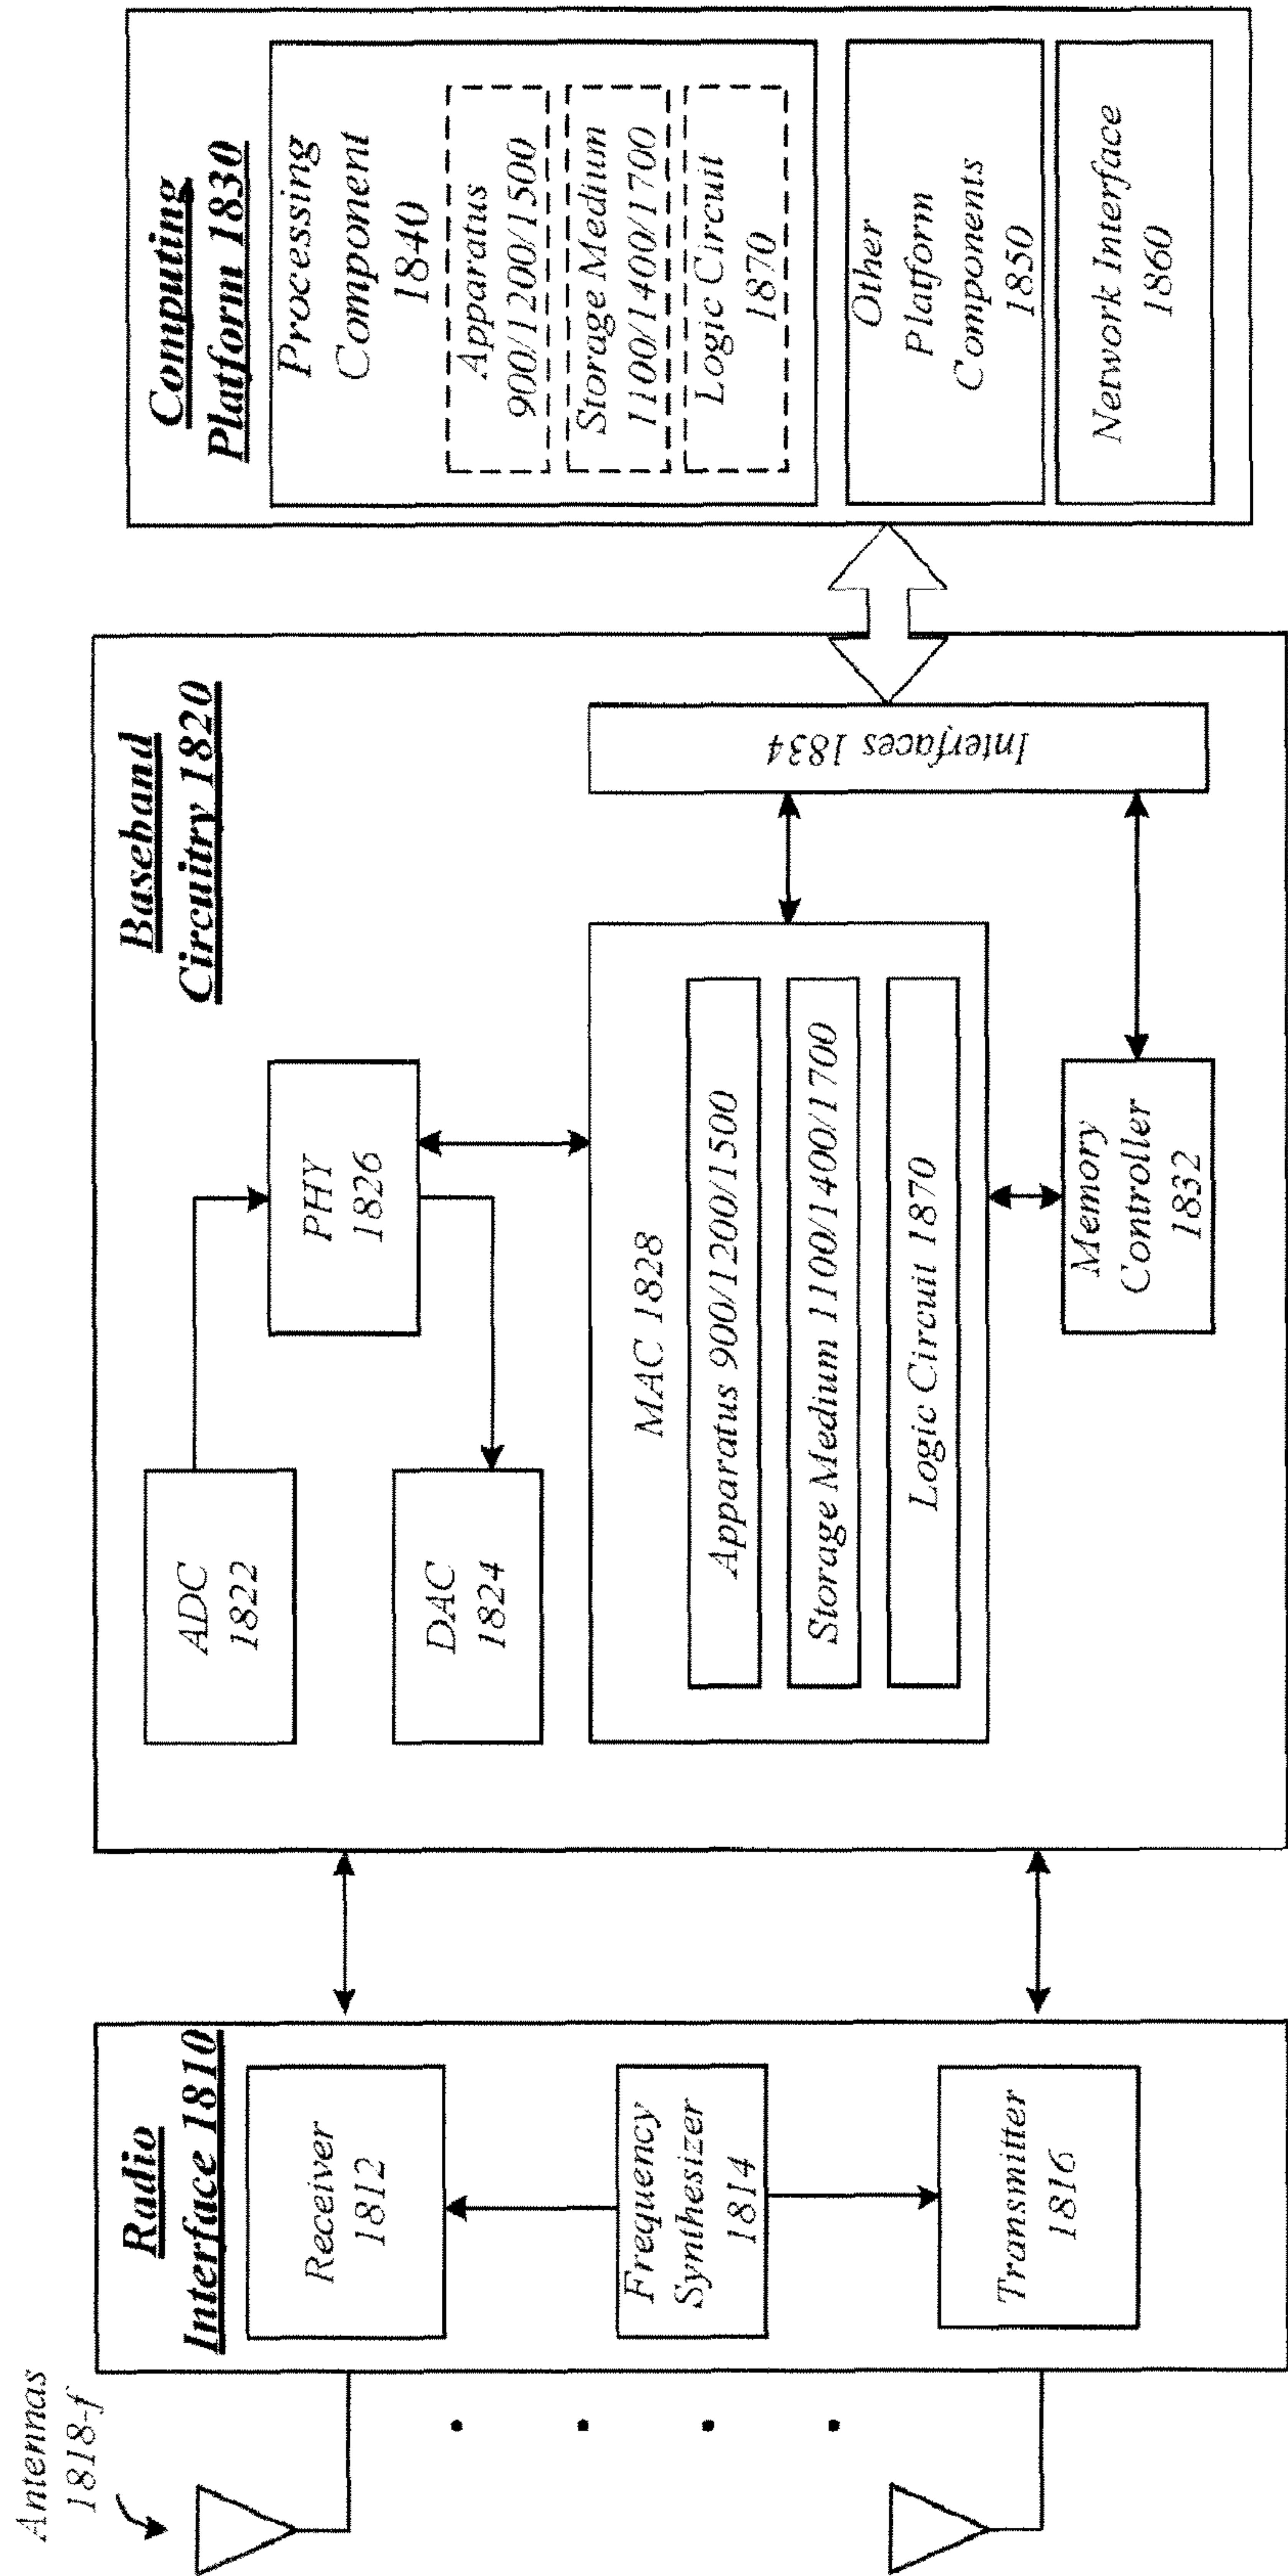 Antennas
1818-f
Radio
Interface 1810
Receiver
1812
Frequency
Synthesizer
1814
Transmitter
1816
Baseband
Circuitry 1820
ADC
1822
DAC
1824
PHY
1826
MAC 1828
Apparatus 900/1200/1500
Storage Medium 1100/1400/1700
Logic Circuit 1870
Memory
Controller
1832
Interfaces 1834
Computing
Platform 1830
Processing
Component
1840
Apparatus
900/1200/1500
Storage Medium
1100/1400/1700
Logic Circuit
1870
Other
Platform
Components
1850
Network Interface
1860